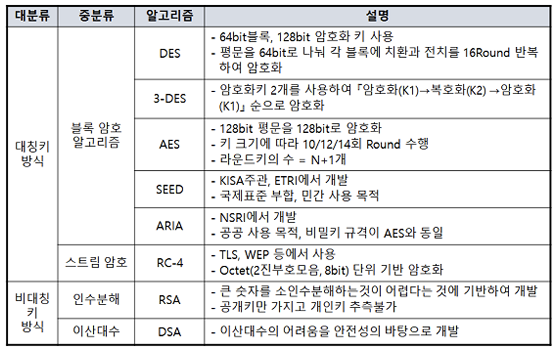 대분류 중분류 알고리즘 설명
대칭키
방식
블록 암호
알고리즘
DES
- 64bit블록, 128bit 암호화 키 사용
- 평문을 64bit로 나눠 각 블록에 치환과 전치를 16Round 반복
하여 암호화
3-DES
- 암호화키 2개를 사용하여 「암호화(K1)→복호화(K2) →암호화
(K1)」 순으로 암호화
AES
- 128bit 평문을 128bit로 암호화
- 키 크기에 따라 10/12/14회 Round 수행
- 라운드키의 수 = N+1개
SEED
- KISA주관, ETRI에서 개발
- 국제표준 부합, 민간 사용 목적
ARIA
- NSRI에서 개발
- 공공 사용 목적, 비밀키 규격이 AES와 동일
스트림 암호
RC-4
- TLS, WEP 등에서 사용
- Octet(2진부호모음, 8bit) 단위 기반 암호화
비대칭
키
방식
인수분해
RSA
- 큰 숫자를 소인수분해하는것이 어렵다는 것에 기반하여 개발
- 공개키만 가지고 개인키 추측불가
이산대수
DSA
- 이산대수의 어려움을 안전성의 바탕으로 개발